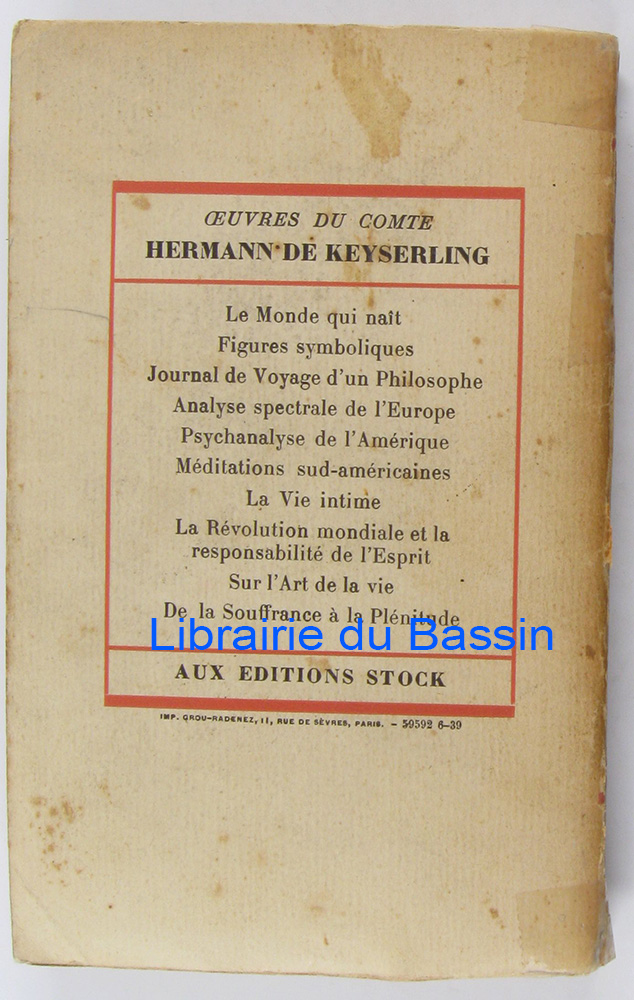 ŒUVRES DU COMTE
HERMANN DE KEYSERLING
Le Monde qui naît
Figures symboliques
Journal de Voyage d'un Philosophe
Analyse spectrale de l'Europe
Psychanalyse de l'Amérique
Méditations sud-américaines
La Vie intime
La Révolution mondiale et la
responsabilité de l'Esprit
Sur l'Art de la vie
De la Souffrance à la Plénitude
Librairie du Bassin
AUX EDITIONS STOCK
IMP. GROU-RADENEZ, 11, RUE DE SÈVRES, PARIS. – 59592 6-39